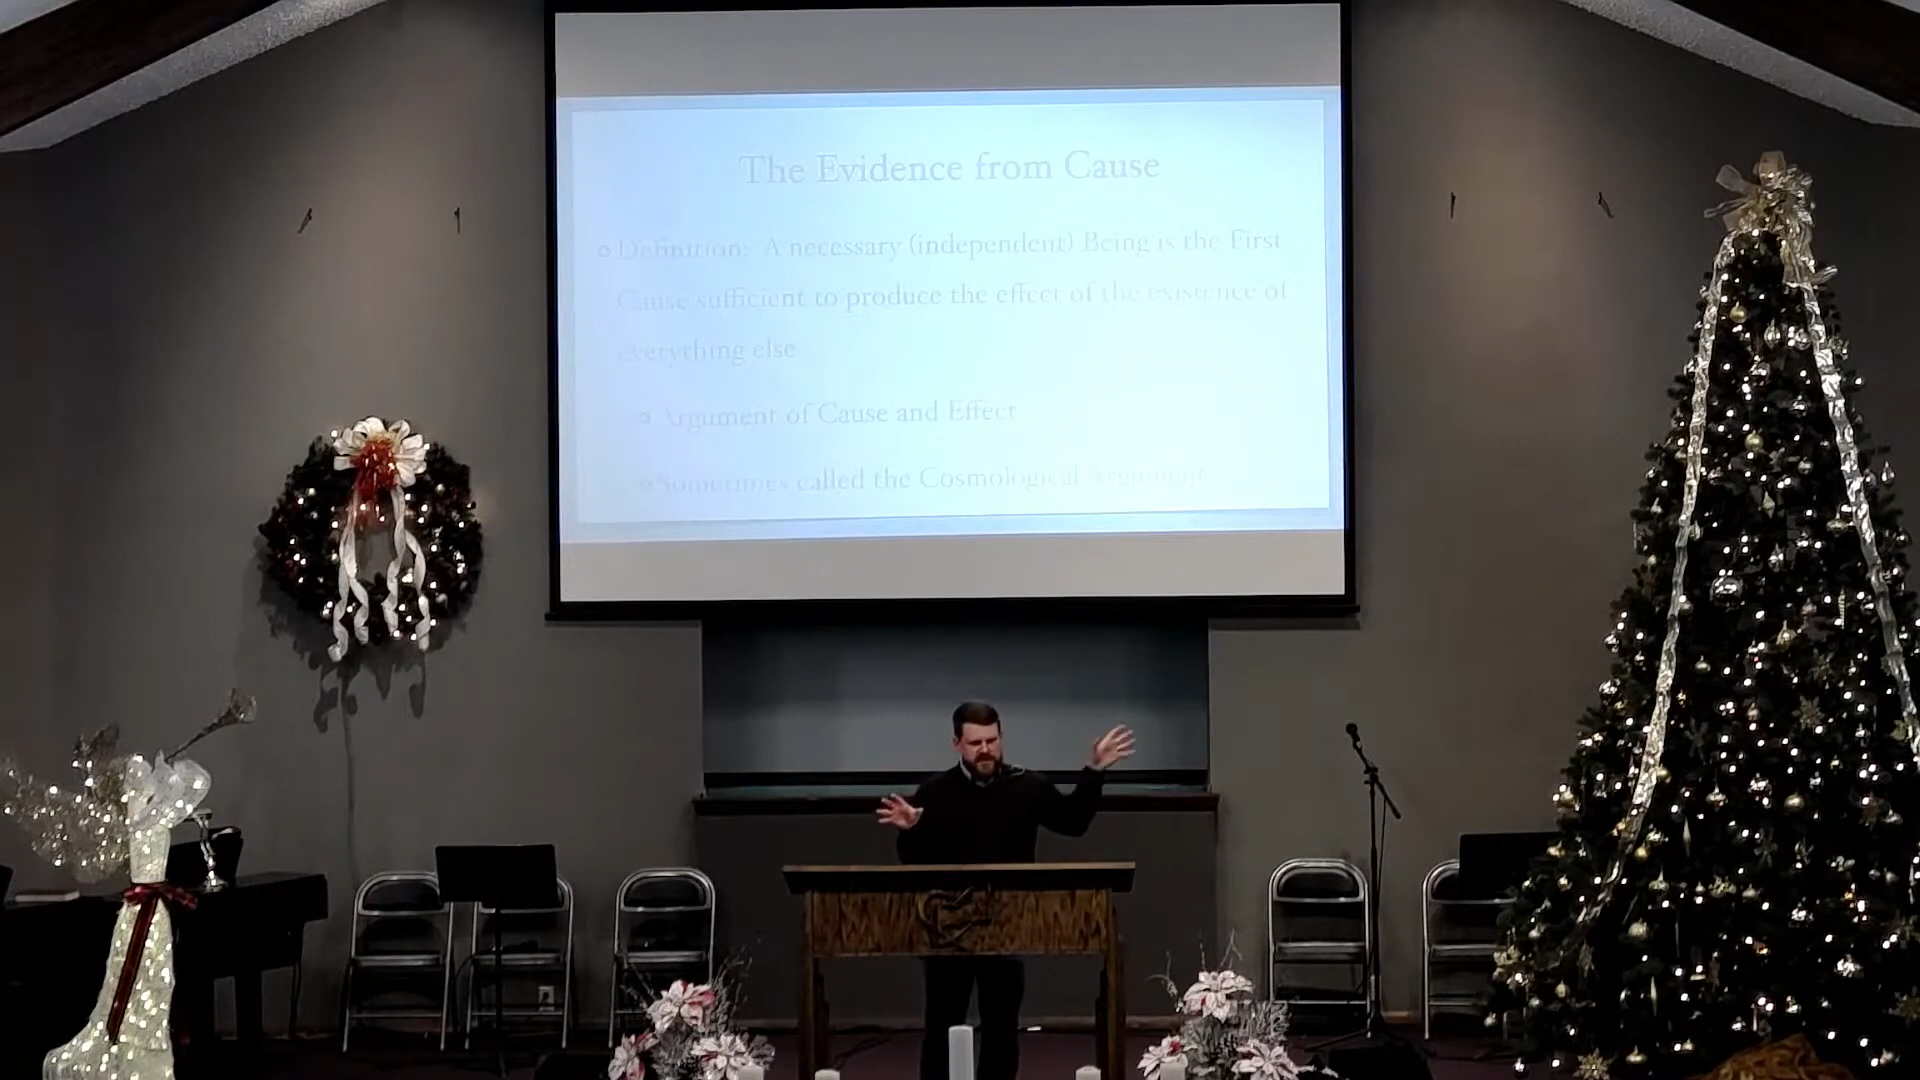 The Evidence from Cause
Definition: A necessary (independent) Being is the First
Cause sufficient to produce the effect of the existence of
everything else
Argument of Cause and Effect
Sometimes called the Cosmological Argument